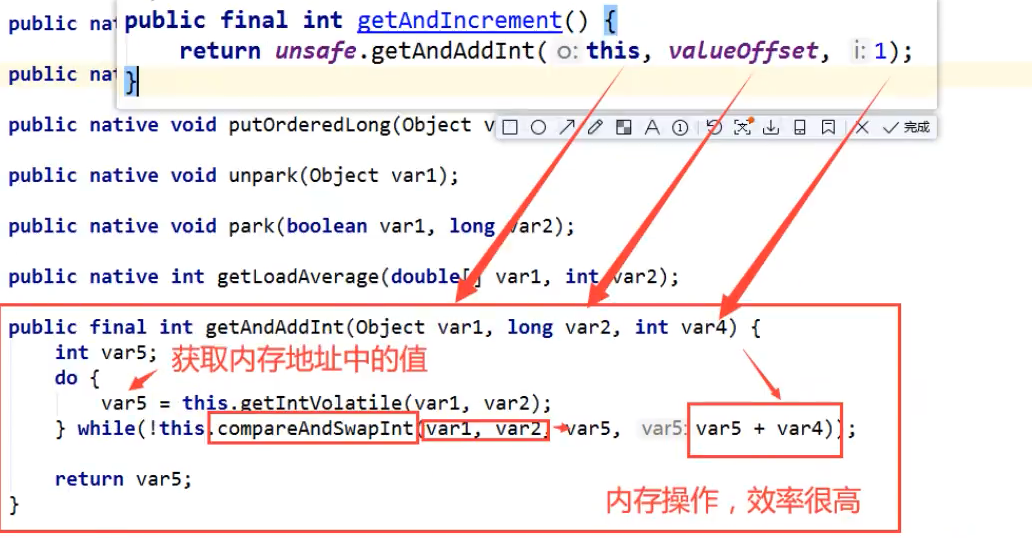 public nat
public final int getAndIncrement() {
return unsafe.getAndAddInt( o: this, valueOffset, i: 1);
}
public nat
public native void putOrderedLong(Object v
完成
public native void unpark(Object var1);
public native void park(boolean var1, long var2);
public native int getLoadAverage(double[] var1, int var2);
public final int getAndAddInt(Object var1, long var2, int var4) {
int var5;
获取内存地址中的值
do {
var5 = this.getIntVolatile(var1, var2);
} while(!this.compareAndSwapInt(var1, var2, var5, var5: var5 + var4));
return var5;
内存操作，效率很高
}